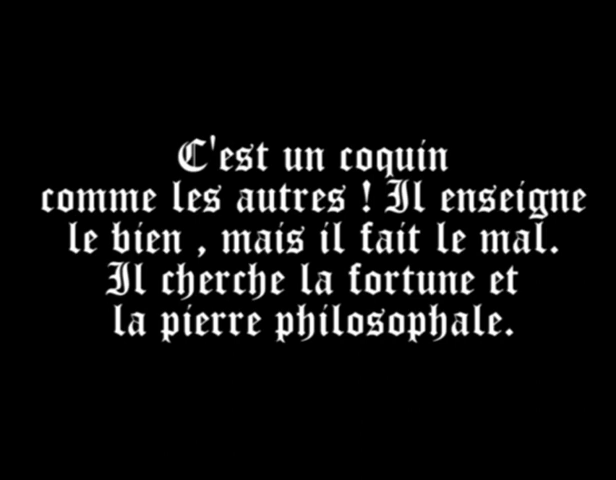 C'est un coquin
comme les autres ! Il enseigne
le bien , mais il fait le mal.
Il cherche la fortune et
la pierre philosophale.